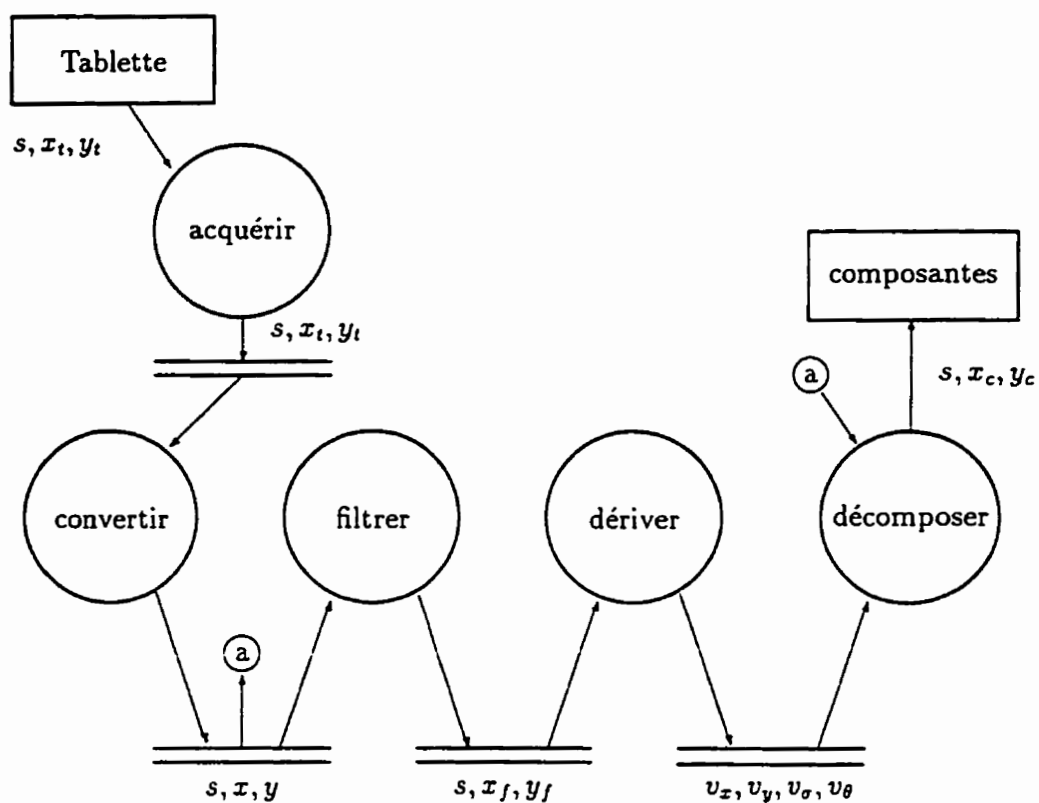 Tablette
s, x_t, y_t
acquérir
s, x_t, y_t
composantes
a
s, x_c, y_c
convertir
filtrer
dériver
décomposer
a
s, x, y
s, x_f, y_f
v_x, v_y, v_σ, v_θ